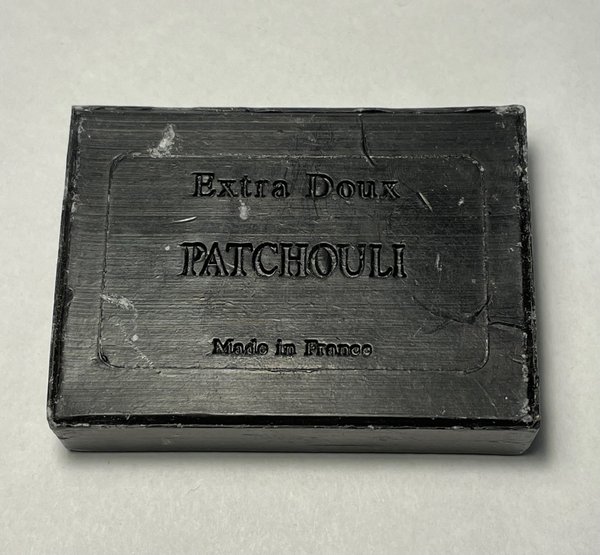 Extra Doux
PATCHOULI
Made in France